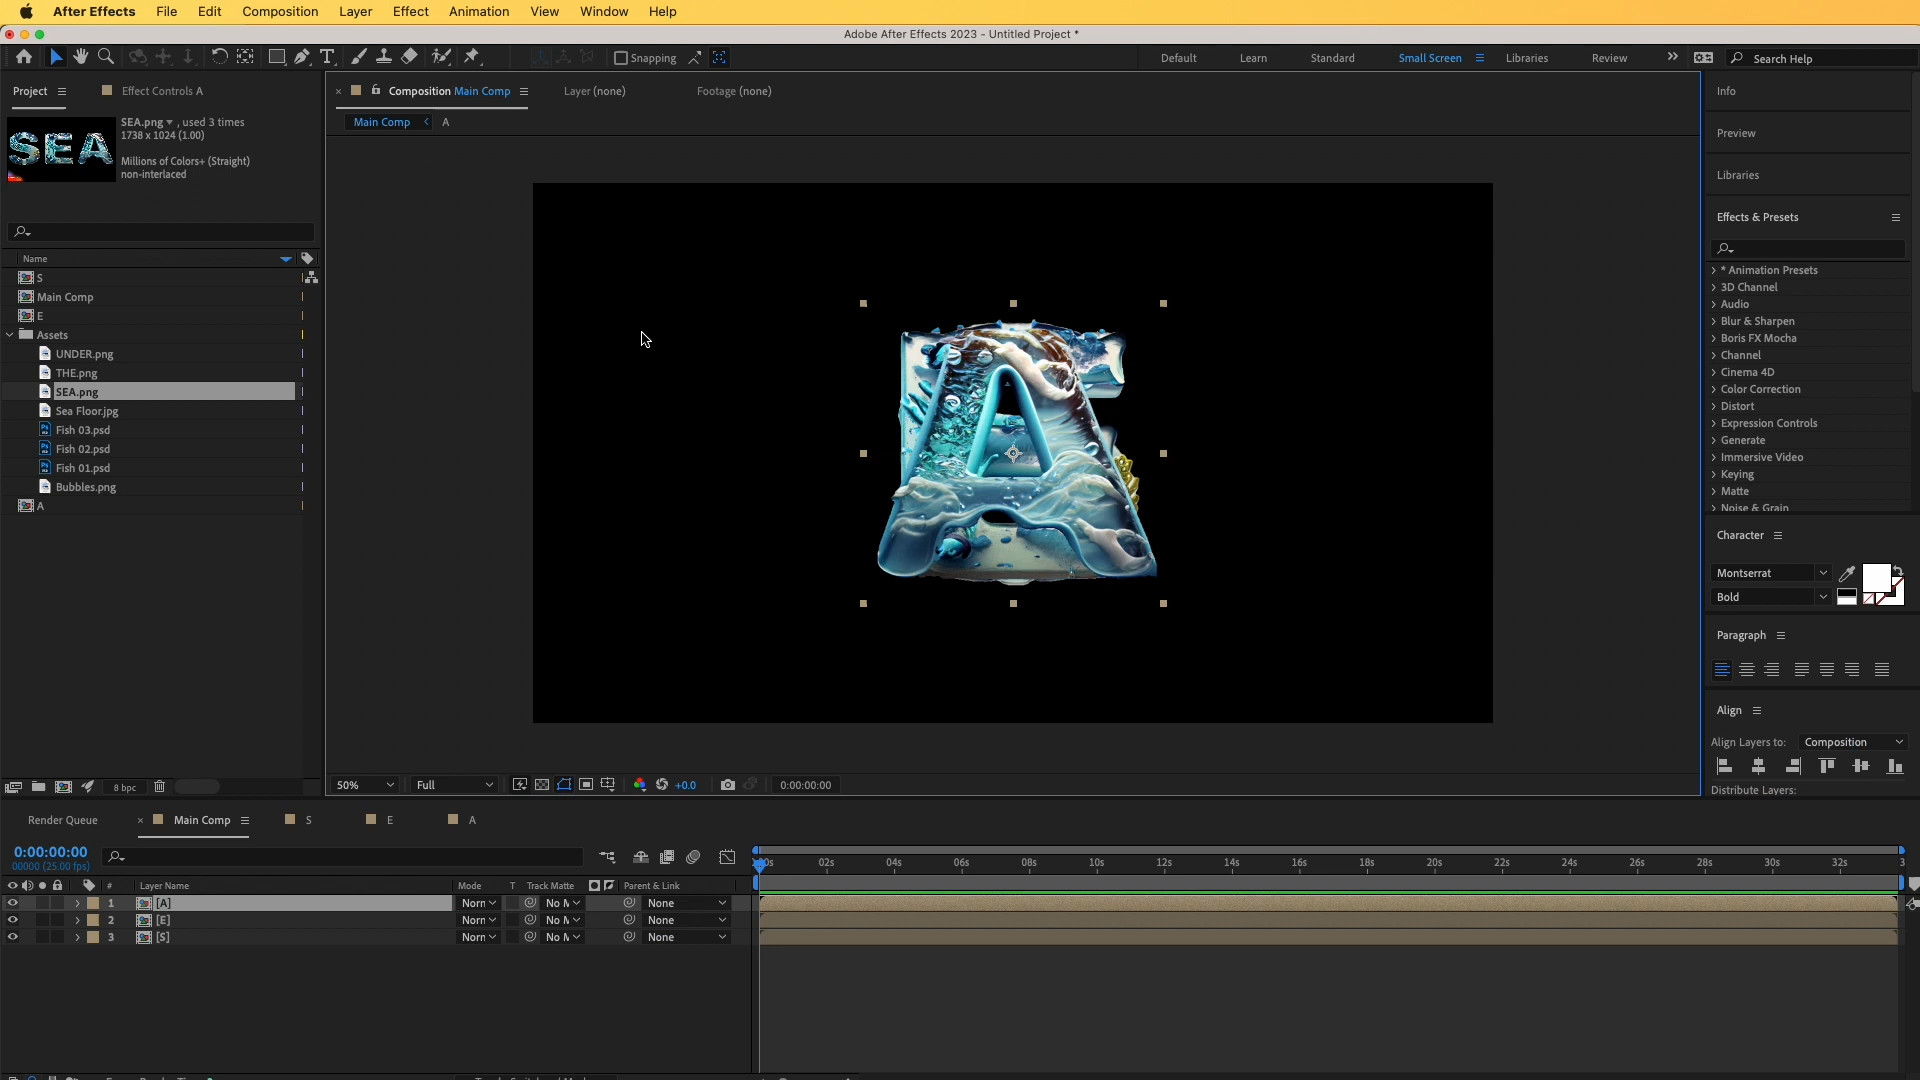 After Effects File Edit Composition Layer Effect Animation View Window Help
Adobe After Effects 2023 - Untitled Project *
Snapping
Default Learn Standard Small Screen Libraries Review
Search Help
Project Effect Controls A
SEA.png , used 3 times
1738 x 1024 (1.00)
Millions of Colors+ (Straight)
non-interlaced
SEA
Name
S
Main Comp
E
Assets
UNDER.png
THE.png
SEA.png
Sea Floor.jpg
Fish 03.psd
Fish 02.psd
Fish 01.psd
Bubbles.png
A
8 bpc
Composition Main Comp Layer (none) Footage (none)
Main Comp A
A
50% Full +0.0 0:00:00:00
Info
Preview
Libraries
Effects & Presets
* Animation Presets
3D Channel
Audio
Blur & Sharpen
Boris FX Mocha
Channel
Cinema 4D
Color Correction
Distort
Expression Controls
Generate
Immersive Video
Keying
Matte
Noise & Grain
Character
Montserrat
Bold
Paragraph
Align
Align Layers to: Composition
Distribute Layers:
Render Queue Main Comp S E A
0:00:00:00
00000 (25.00 fps)
02s 04s 06s 08s 10s 12s 14s 16s 18s 20s 22s 24s 26s 28s 30s 32s
# Layer Name Mode T Track Matte Parent & Link
1 [A] Norn No M None
2 [E] Norn No M None
3 [S] Norn No M None